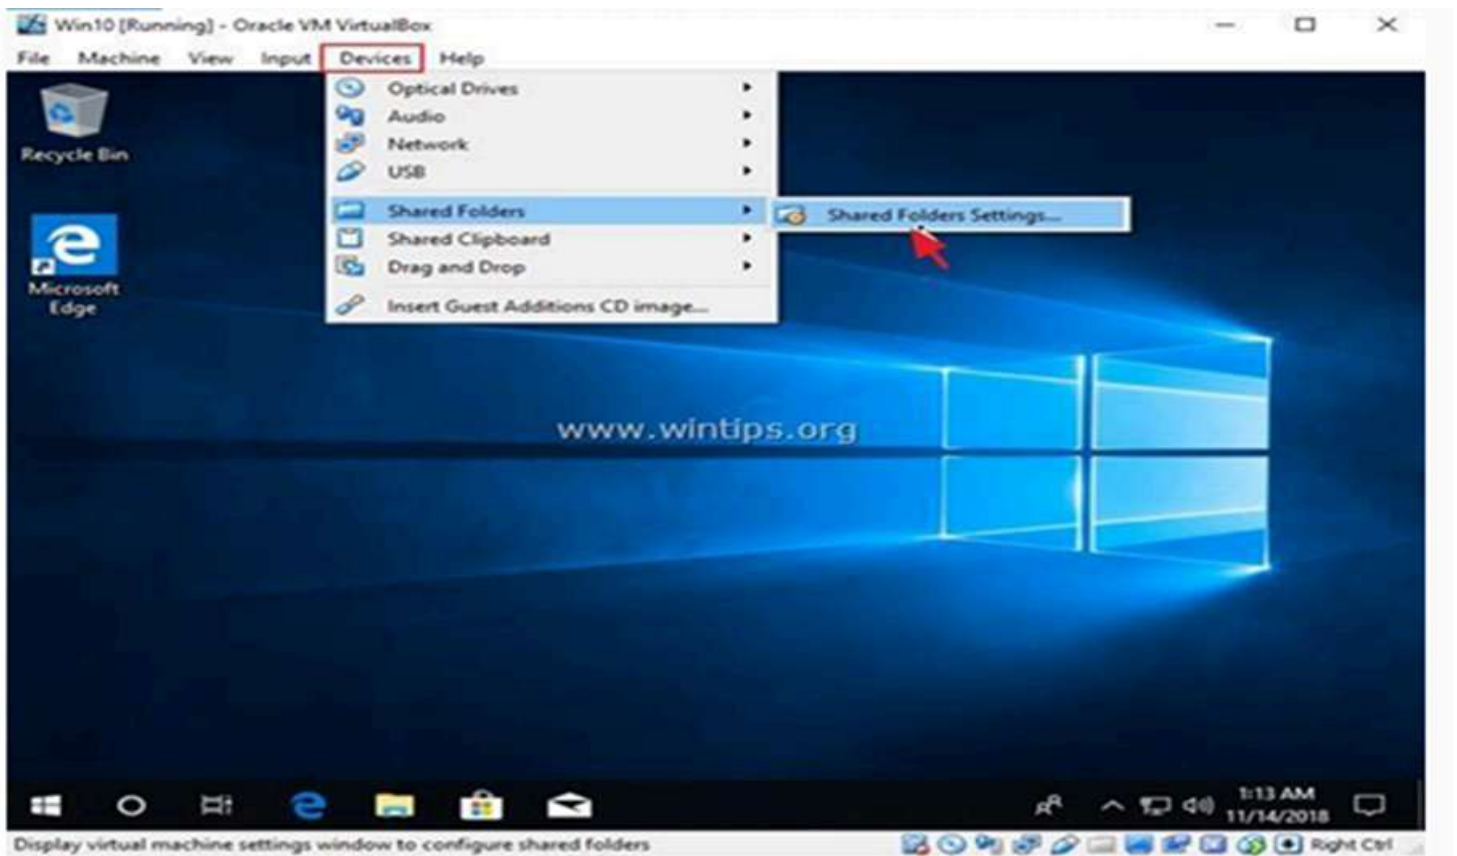 Win10 [Running] - Oracle VM VirtualBox
File Machine View Input Devices Help
Optical Drives
Audio
Network
USB
Shared Folders
Shared Folders Settings...
Shared Clipboard
Drag and Drop
Insert Guest Additions CD image...
Recycle Bin
Microsoft
Edge
www.wintips.org
1:13 AM
11/14/2018
Display virtual machine settings window to configure shared folders
Right Ctrl